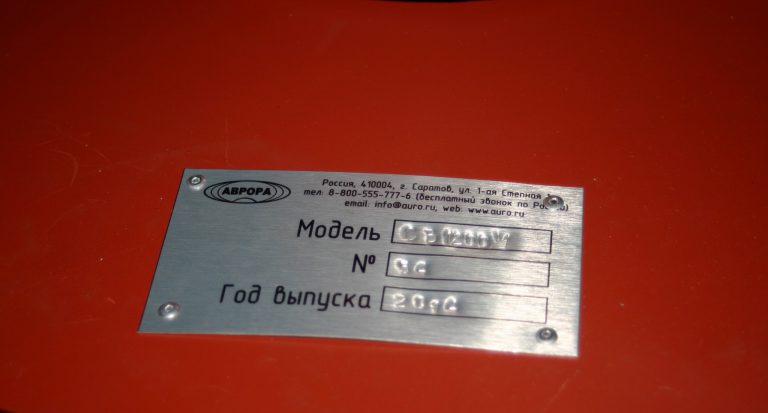 АВРОРА
Россия, 410004, г. Саратов, ул. 1-ая Степная
тел: 8-800-555-777-6 (бесплатный звонок по
email: info@auro.ru, web: www.auro.ru
Модель
№
Год выпуска